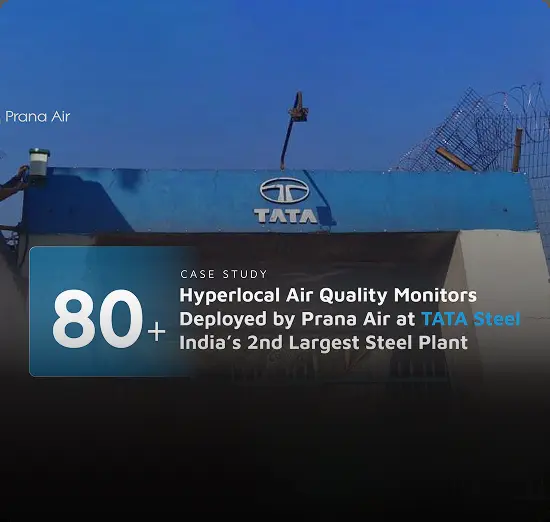 Prana Air
TATA
CASE STUDY
80+
Hyperlocal Air Quality Monitors
Deployed by Prana Air at TATA Steel
India's 2nd Largest Steel Plant